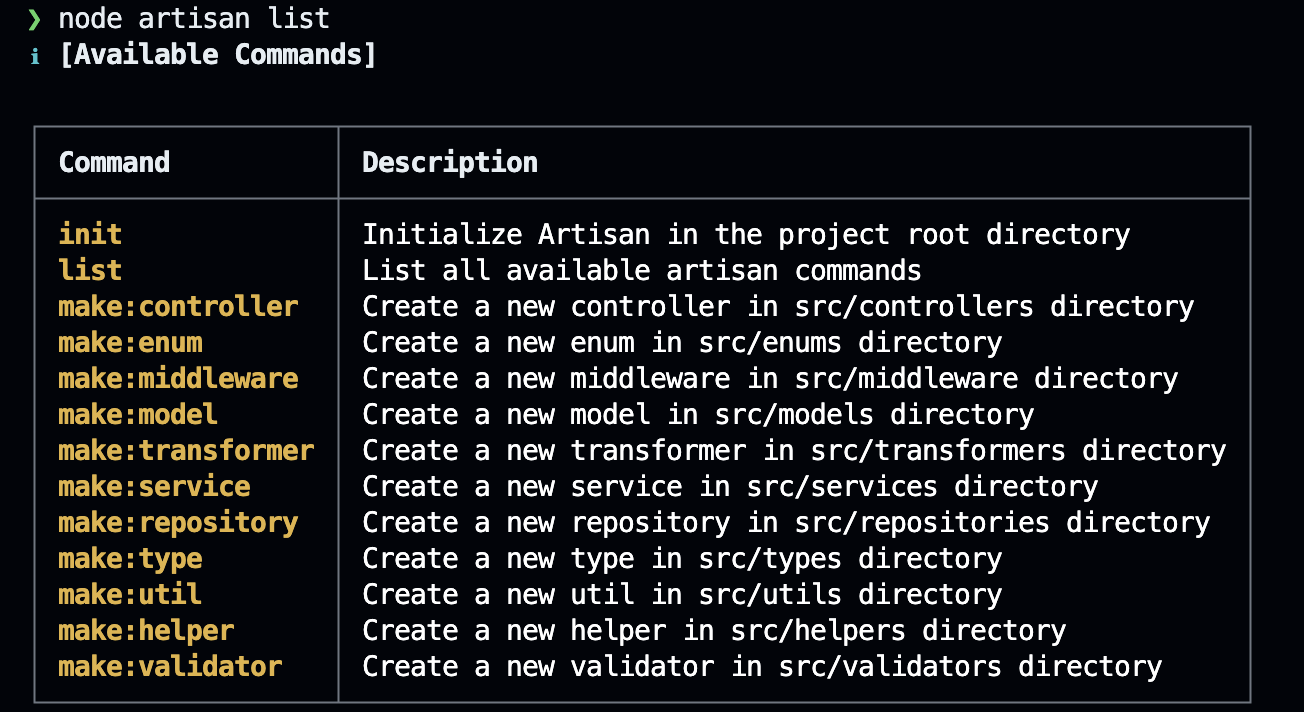 ❯ node artisan list
ℹ [Available Commands]
Command Description
init Initialize Artisan in the project root directory
list List all available artisan commands
make:controller Create a new controller in src/controllers directory
make:enum Create a new enum in src/enums directory
make:middleware Create a new middleware in src/middleware directory
make:model Create a new model in src/models directory
make:transformer Create a new transformer in src/transformers directory
make:service Create a new service in src/services directory
make:repository Create a new repository in src/repositories directory
make:type Create a new type in src/types directory
make:util Create a new util in src/utils directory
make:helper Create a new helper in src/helpers directory
make:validator Create a new validator in src/validators directory